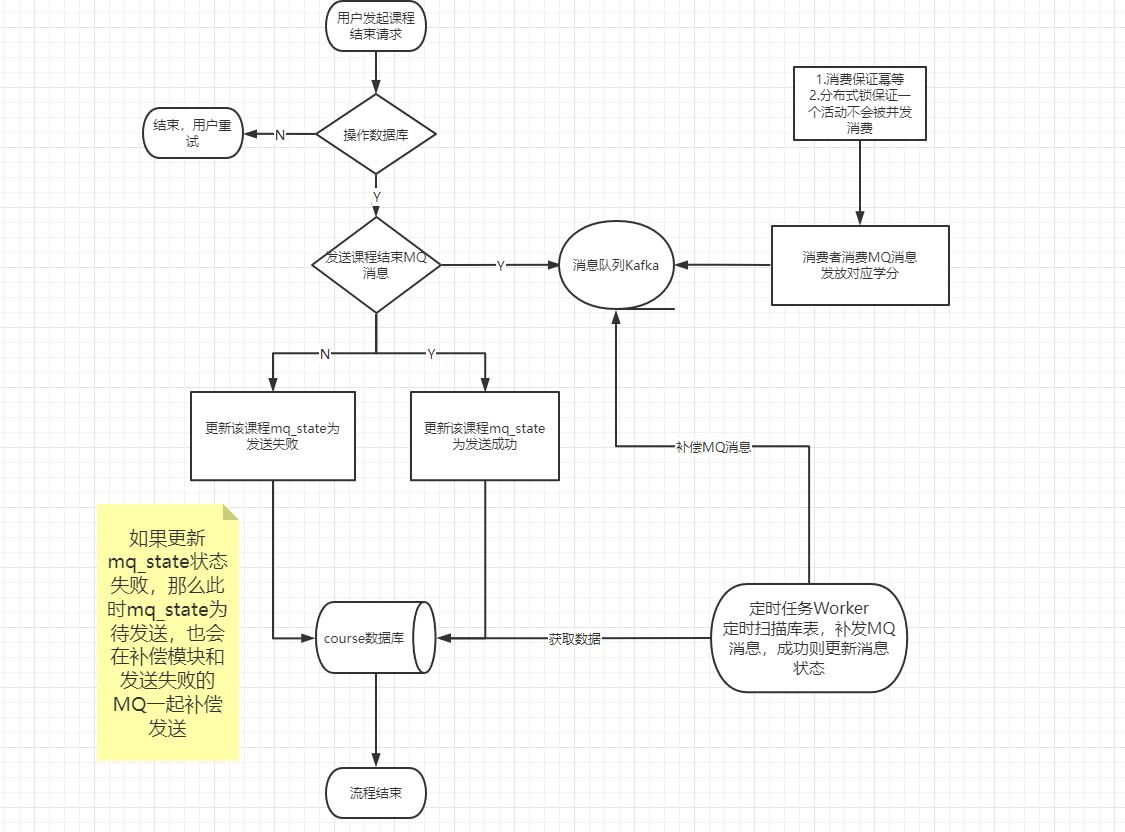 用户发起课程
结束请求
1.消费保证幂等
2.分布式锁保证一
个活动不会被并发
消费
结束，用户重
试
N
操作数据库
Y
发送课程结束MQ
消息
Y
消息队列Kafka
消费者消费MQ消息
发放对应学分
N
Y
更新该课程mq_state为
发送失败
更新该课程mq_state
为发送成功
补偿MQ消息
如果更新
mq_state状态
失败，那么此
时mq_state为
待发送，也会
在补偿模块和
发送失败的
MQ一起补偿
发送
course数据库
获取数据
定时任务Worker
定时扫描库表，补发MQ
消息，成功则更新消息
状态
流程结束